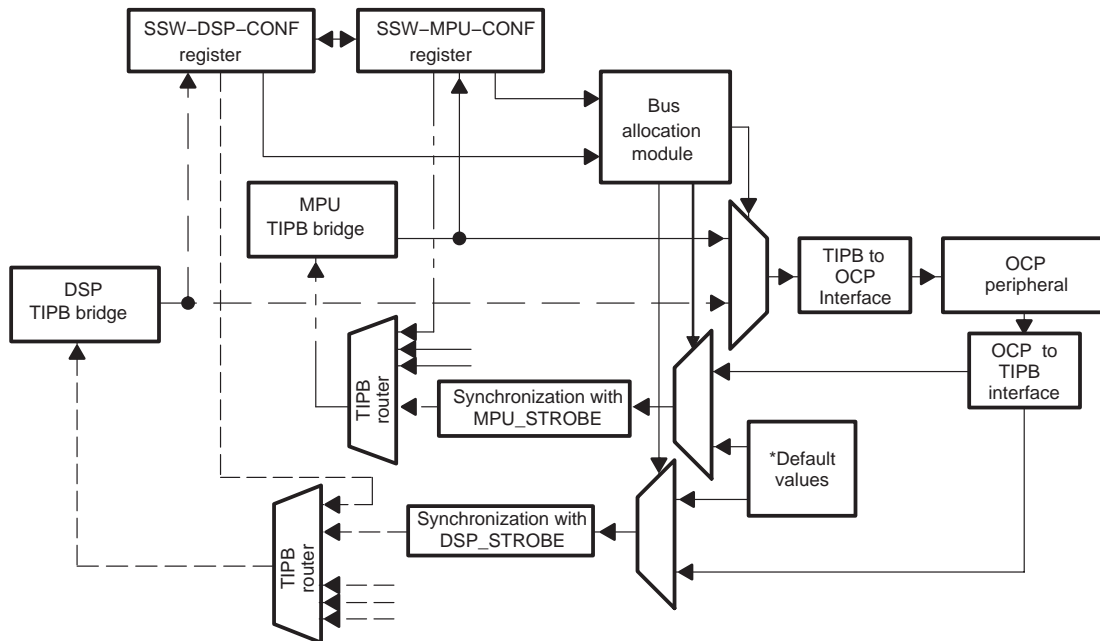 SSW–DSP–CONF
register
SSW–MPU–CONF
register
Bus
allocation
module
MPU
TIPB bridge
DSP
TIPB bridge
TIPB to
OCP
Interface
OCP
peripheral
OCP to
TIPB
interface
TIPB
router
Synchronization with
MPU_STROBE
*Default
values
TIPB
router
Synchronization with
DSP_STROBE